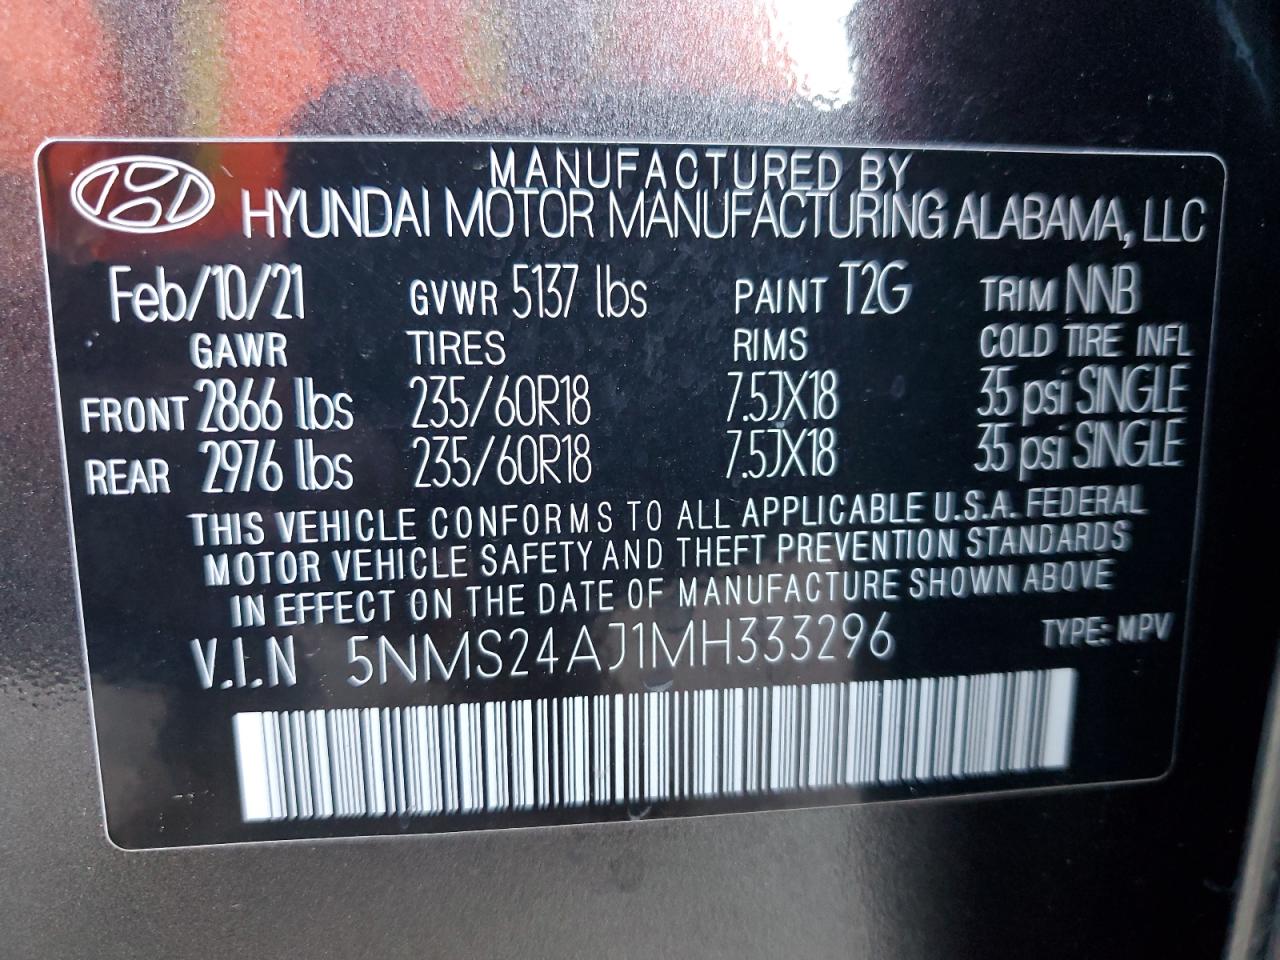 MANUFACTURED BY
HYUNDAI MOTOR MANUFACTURING ALABAMA, LLC
Feb/10/21 GVWR 5137 lbs PAINT T2G TRIM NNB
GAWR TIRES RIMS COLD TIRE INFL
FRONT 2866 lbs 235/60R18 7.5JX18 35 psi SINGLE
REAR 2976 lbs 235/60R18 7.5JX18 35 psi SINGLE
THIS VEHICLE CONFORMS TO ALL APPLICABLE U.S.A. FEDERAL
MOTOR VEHICLE SAFETY AND THEFT PREVENTION STANDARDS
IN EFFECT ON THE DATE OF MANUFACTURE SHOWN ABOVE
V.I.N 5NMS24AJ1MH333296 TYPE: MPV